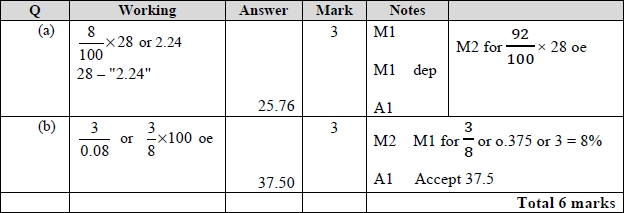 Q Working Answer Mark Notes
(a) 8/100 ×28 or 2.24 3 M1 M2 for 92/100 × 28 oe
28 – "2.24" M1 dep
25.76 A1
(b) 3/0.08 or 3/8 ×100 oe 3 M2 M1 for 3/8 or o.375 or 3 = 8%
37.50 A1 Accept 37.5
Total 6 marks